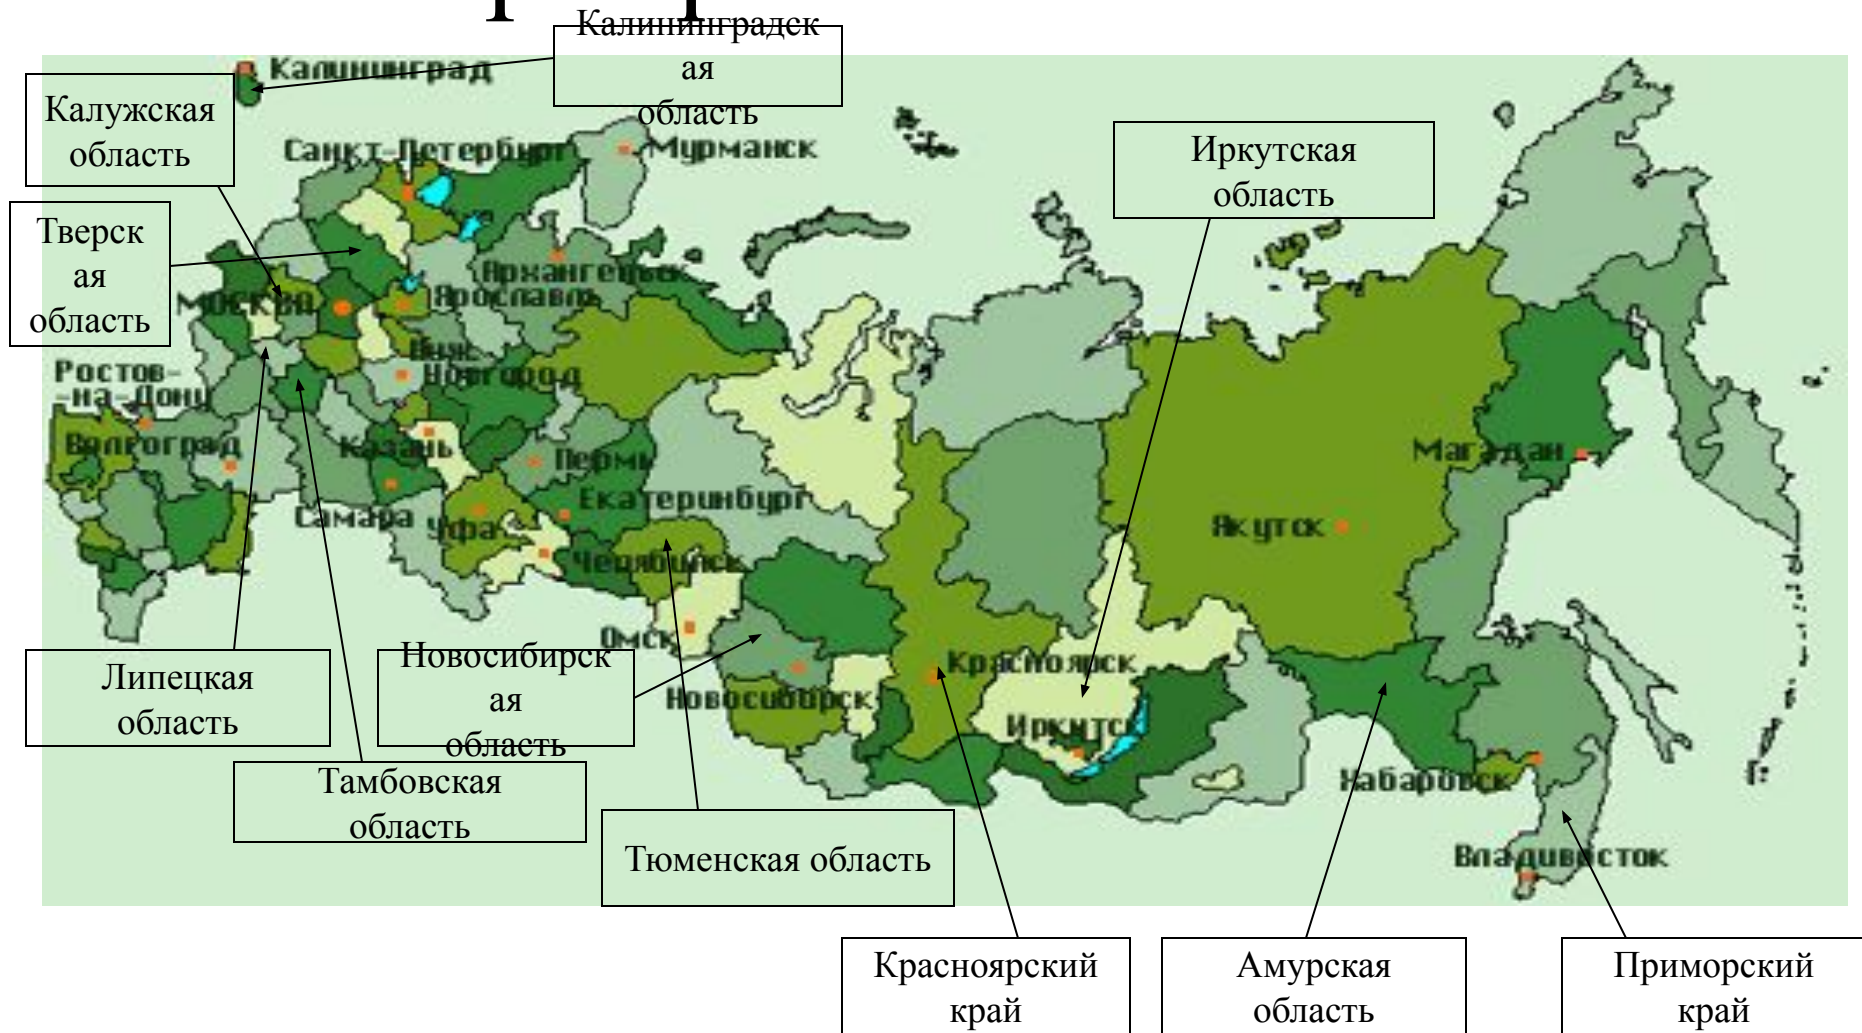 Калининградск
ая
область
Калининград
Калужская
область
Санкт-Петербург
Мурманск
Иркутская
область
Тверск
ая
область
Архангельск
Москва
Ярославль
Ниж.
Новгород
Ростов-
-на-Дону
Волгоград
Казань
Пермь
Магадан
Екатеринбург
Самара
Уфа
Якутск
Челябинск
Омск
Красноярск
Липецкая
область
Новосибирск
ая
область
Новосибирск
Иркутск
Тамбовская
область
Хабаровск
Тюменская область
Владивосток
Красноярский
край
Амурская
область
Приморский
край